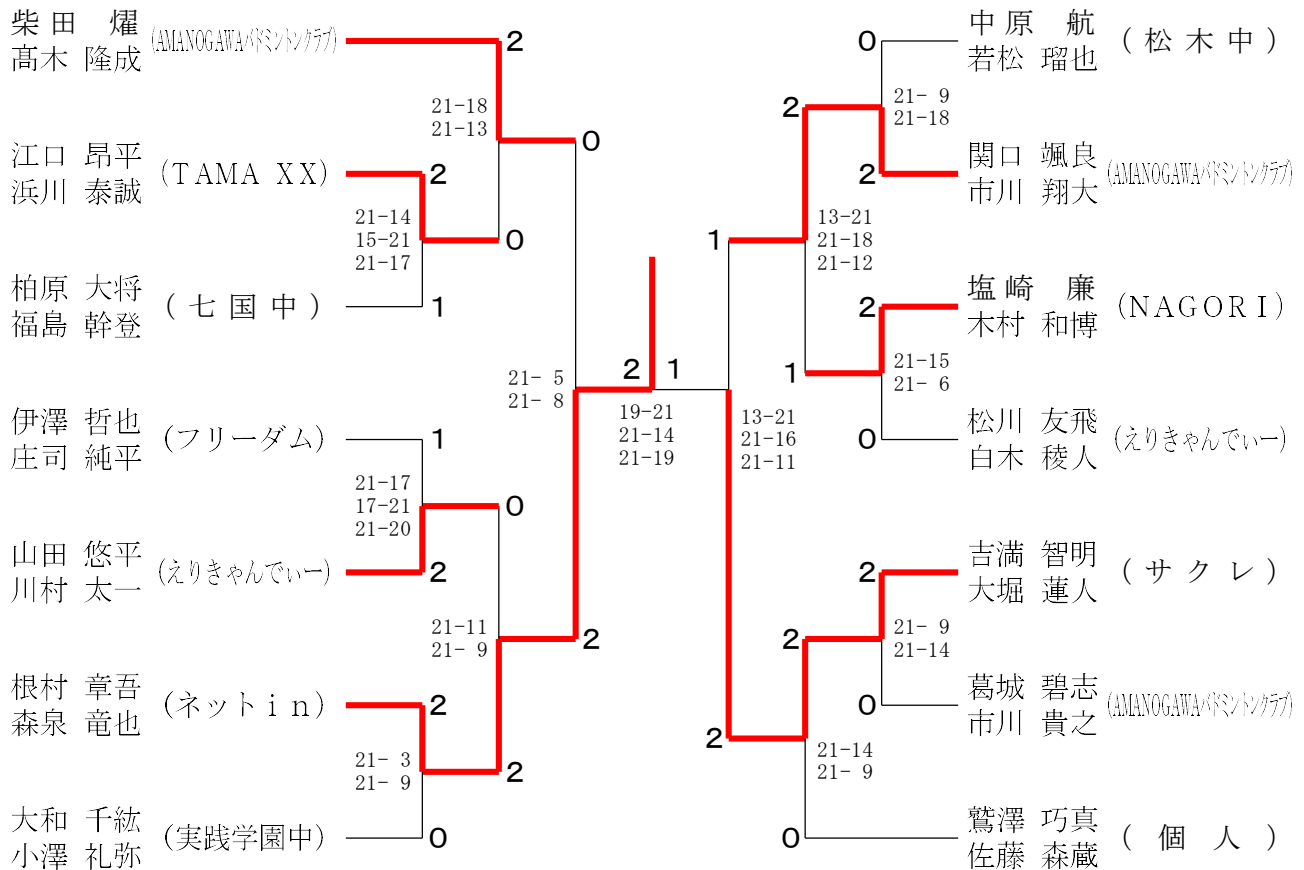 柴田 燿
髙木 隆成
(AMANOGAWAバドミントンクラブ)
2
21-18
21-13
0
江口 昂平
浜川 泰誠
(TAMA XX)
2
21-14
15-21
21-17
0
柏原 大将
福島 幹登
(七国中)
1
21- 5
21- 8
伊澤 哲也
庄司 純平
(フリーダム)
1
21-17
17-21
21-20
0
山田 悠平
川村 太一
(えりきゃんでぃー)
2
21-11
21- 9
2
根村 章吾
森泉 竜也
(ネットin)
2
21- 3
21- 9
2
大和 千紘
小澤 礼弥
(実践学園中)
0
2 1
19-21
21-14
21-19
0
中原 航
若松 瑠也
(松木中)
2
21- 9
21-18
2
関口 颯良
市川 翔大
(AMANOGAWAバドミントンクラブ)
1
13-21
21-18
21-12
2
塩崎 廉
木村 和博
(NAGORI)
1
21-15
21- 6
0
松川 友飛
白木 稜人
(えりきゃんでぃー)
13-21
21-16
21-11
2
吉満 智明
大堀 蓮人
(サクレ)
2
21- 9
21-14
0
葛城 碧志
市川 貴之
(AMANOGAWAバドミントンクラブ)
2
21-14
21- 9
0
鷲澤 巧真
佐藤 森蔵
(個人)